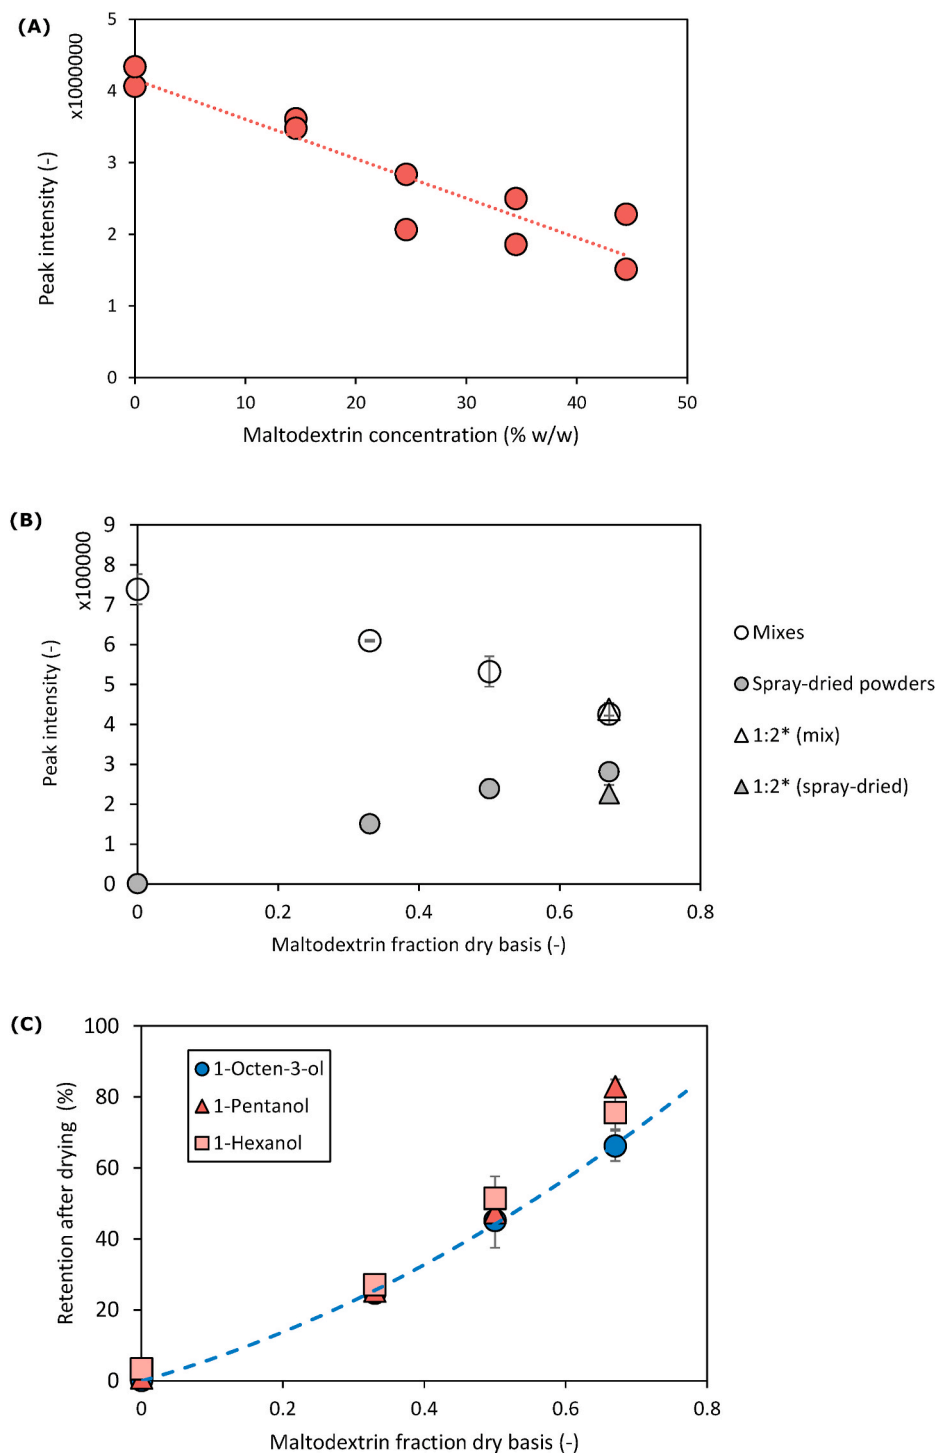 (A)
x1000000
Peak intensity (-)
5
4
3
2
1
0
0 10 20 30 40 50
Maltodextrin concentration (% w/w)
(B)
x100000
Peak intensity (-)
9
8
7
6
5
4
3
2
1
0
0 0.2 0.4 0.6 0.8
Maltodextrin fraction dry basis (-)
Mixes
Spray-dried powders
1:2* (mix)
1:2* (spray-dried)
(C)
Retention after drying (%)
100
80
60
40
20
0
1-Octen-3-ol
1-Pentanol
1-Hexanol
0 0.2 0.4 0.6 0.8
Maltodextrin fraction dry basis (-)